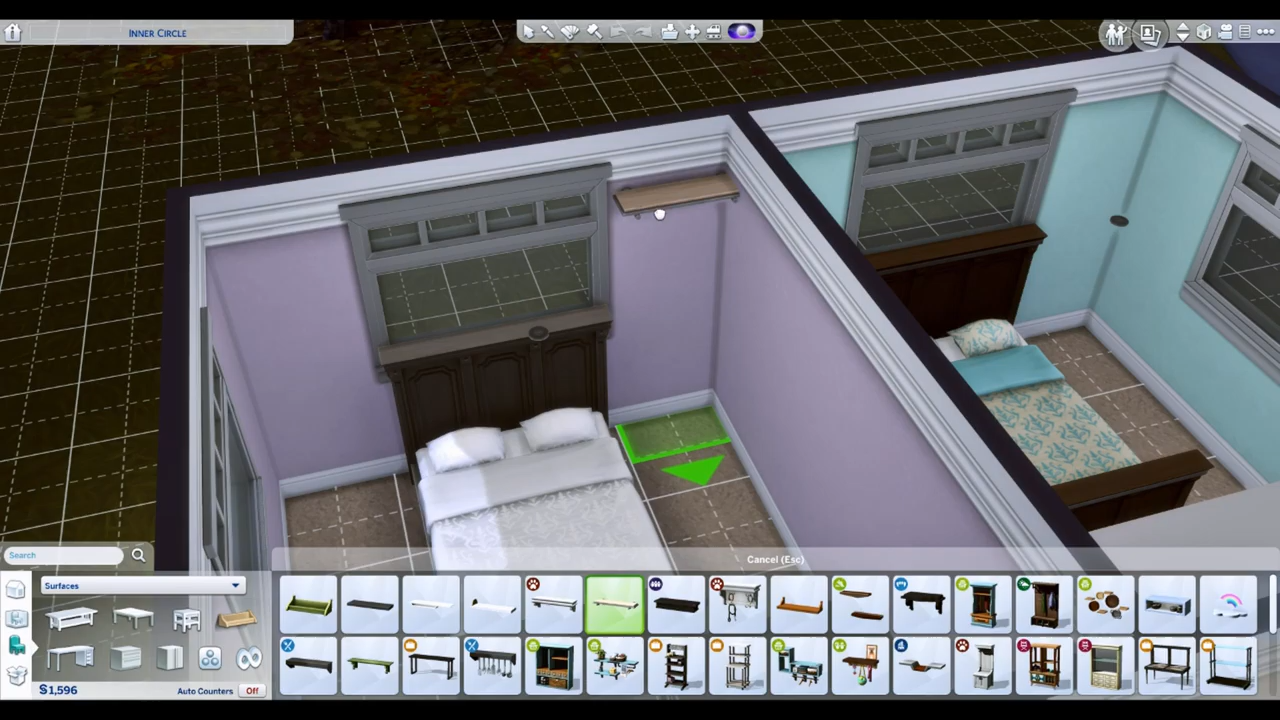 INNER CIRCLE
Cancel (Esc)
Search
Surfaces
§1,596
Auto Counters Off